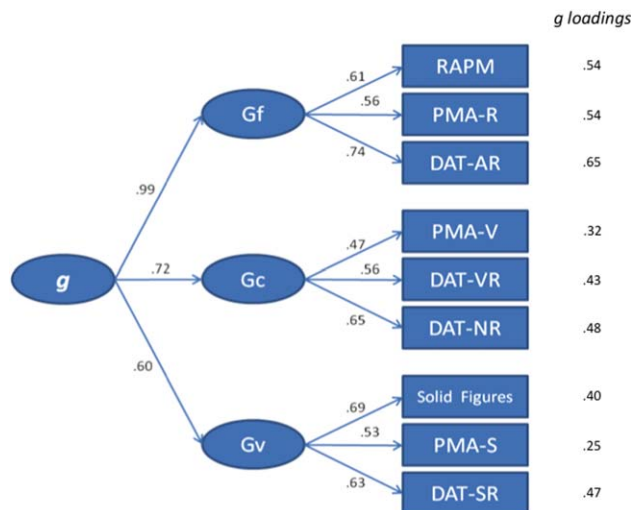 g loadings
RAPM
.54
.61
Gf
.56
PMA-R
.54
.74
DAT-AR
.65
.99
PMA-V
.32
.47
g
.72
Gc
.56
DAT-VR
.43
.65
DAT-NR
.48
.60
Solid Figures
.40
.69
Gv
.53
PMA-S
.25
.63
DAT-SR
.47